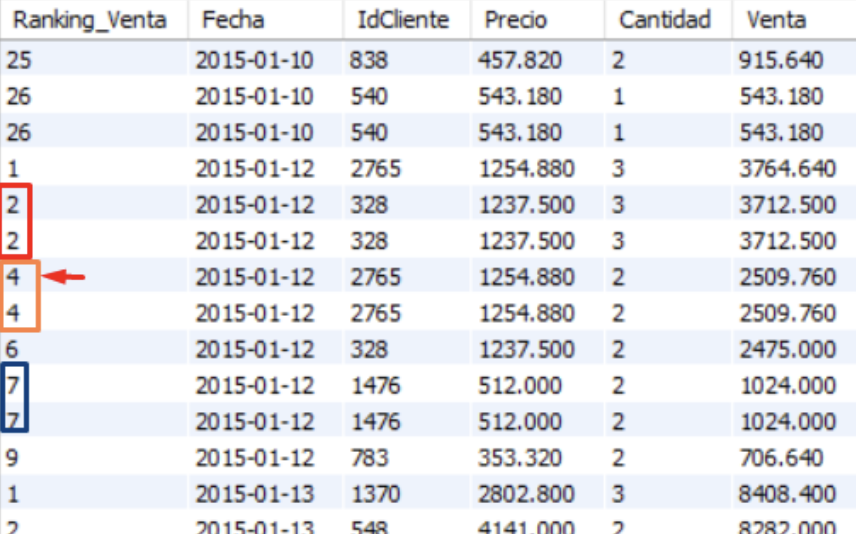 Ranking_Venta Fecha IdCliente Precio Cantidad Venta
25 2015-01-10 838 457.820 2 915.640
26 2015-01-10 540 543.180 1 543.180
26 2015-01-10 540 543.180 1 543.180
1 2015-01-12 2765 1254.880 3 3764.640
2 2015-01-12 328 1237.500 3 3712.500
2 2015-01-12 328 1237.500 3 3712.500
4 2015-01-12 2765 1254.880 2 2509.760
4 2015-01-12 2765 1254.880 2 2509.760
6 2015-01-12 328 1237.500 2 2475.000
7 2015-01-12 1476 512.000 2 1024.000
7 2015-01-12 1476 512.000 2 1024.000
9 2015-01-12 783 353.320 2 706.640
1 2015-01-13 1370 2802.800 3 8408.400
2 2015-01-13 548 4141.000 2 8282.000